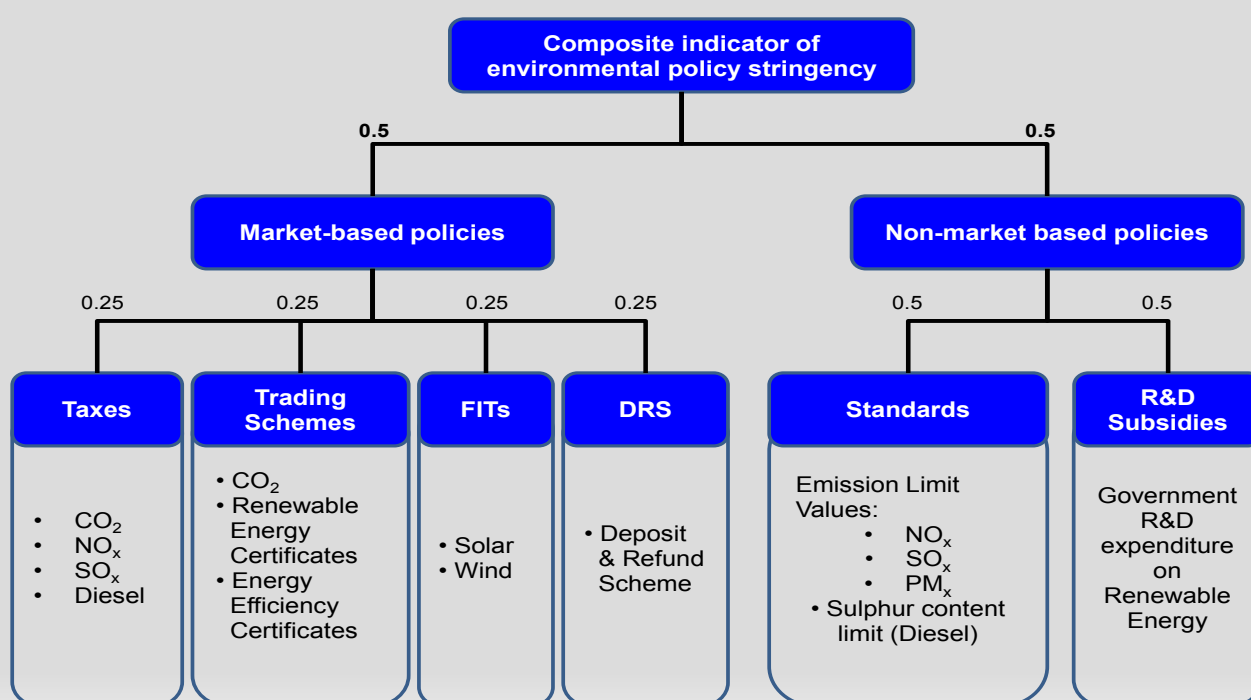 Composite indicator of
environmental policy stringency
0.5
0.5
Market-based policies
Non-market based policies
0.25
0.25
0.25
0.25
0.5
0.5
Taxes
Trading
Schemes
FITs
DRS
Standards
R&D
Subsidies
• CO₂
• NOₓ
• SOₓ
• Diesel
• CO₂
• Renewable
Energy
Certificates
• Energy
Efficiency
Certificates
• Solar
• Wind
• Deposit
& Refund
Scheme
Emission Limit
Values:
• NOₓ
• SOₓ
• PMₓ
• Sulphur content
limit (Diesel)
Government
R&D
expenditure
on
Renewable
Energy